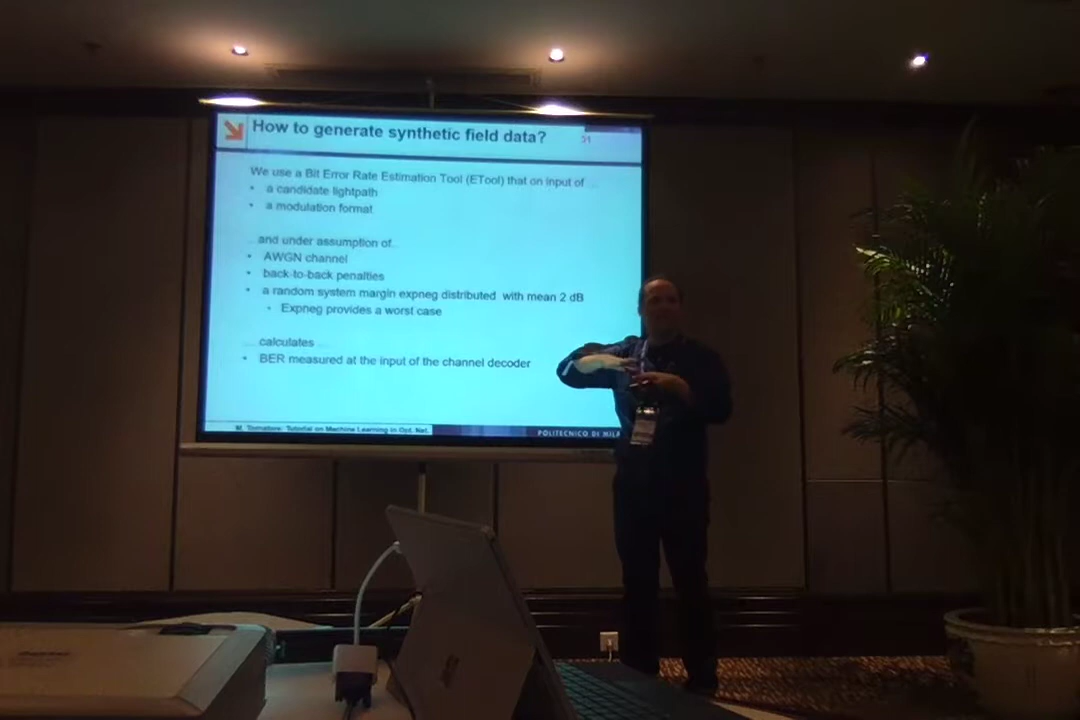 How to generate synthetic field data?
31
We use a Bit Error Rate Estimation Tool (ETool) that on input of …
• a candidate lightpath
• a modulation format
… and under assumption of..
• AWGN channel
• back-to-back penalties
• a random system margin expneg distributed with mean 2 dB
• Expneg provides a worst case
… calculates …
• BER measured at the input of the channel decoder
M. Tornatore: Tutorial on Machine Learning in Opt. Net.
POLITECNICO DI MILA